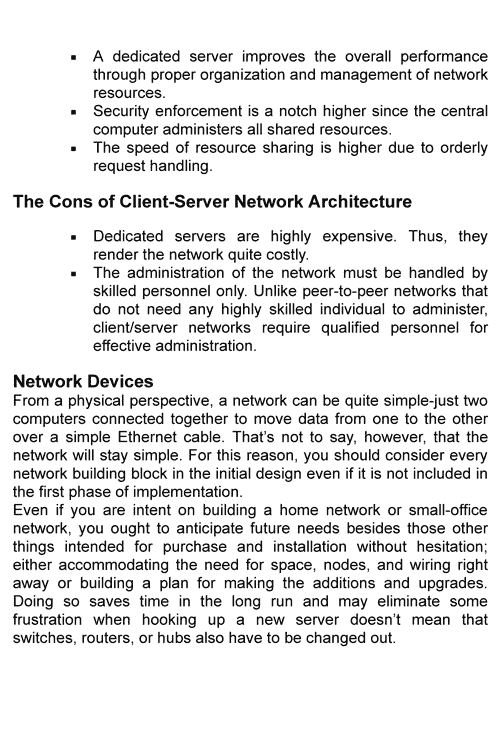 ▪ A dedicated server improves the overall performance
through proper organization and management of network
resources.
▪ Security enforcement is a notch higher since the central
computer administers all shared resources.
▪ The speed of resource sharing is higher due to orderly
request handling.
The Cons of Client-Server Network Architecture
▪ Dedicated servers are highly expensive. Thus, they
render the network quite costly.
▪ The administration of the network must be handled by
skilled personnel only. Unlike peer-to-peer networks that
do not need any highly skilled individual to administer,
client/server networks require qualified personnel for
effective administration.
Network Devices
From a physical perspective, a network can be quite simple-just two
computers connected together to move data from one to the other
over a simple Ethernet cable. That’s not to say, however, that the
network will stay simple. For this reason, you should consider every
network building block in the initial design even if it is not included in
the first phase of implementation.
Even if you are intent on building a home network or small-office
network, you ought to anticipate future needs besides those other
things intended for purchase and installation without hesitation;
either accommodating the need for space, nodes, and wiring right
away or building a plan for making the additions and upgrades.
Doing so saves time in the long run and may eliminate some
frustration when hooking up a new server doesn’t mean that
switches, routers, or hubs also have to be changed out.